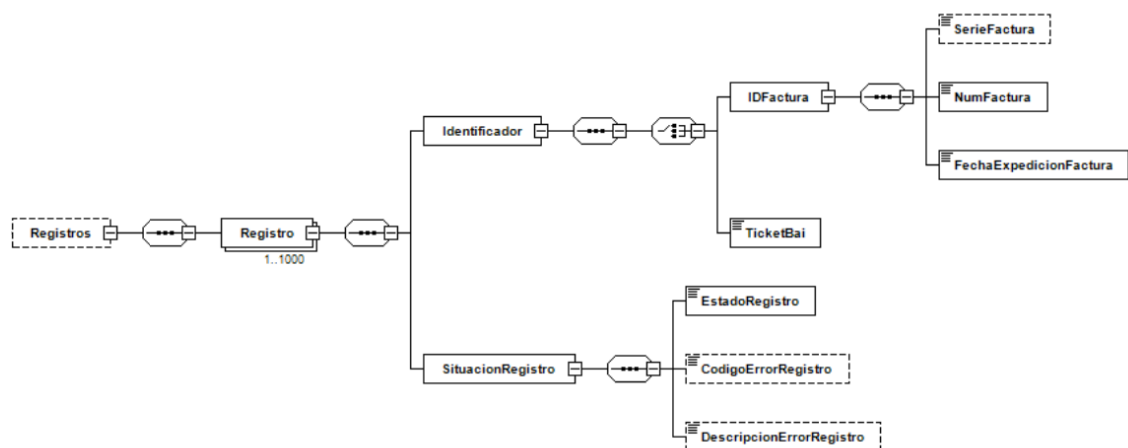 SerieFactura
IDFactura
NumFactura
Identificador
FechaExpedicionFactura
Registros
Registro
TicketBai
1..1000
EstadoRegistro
SituacionRegistro
CodigoErrorRegistro
DescripcionErrorRegistro